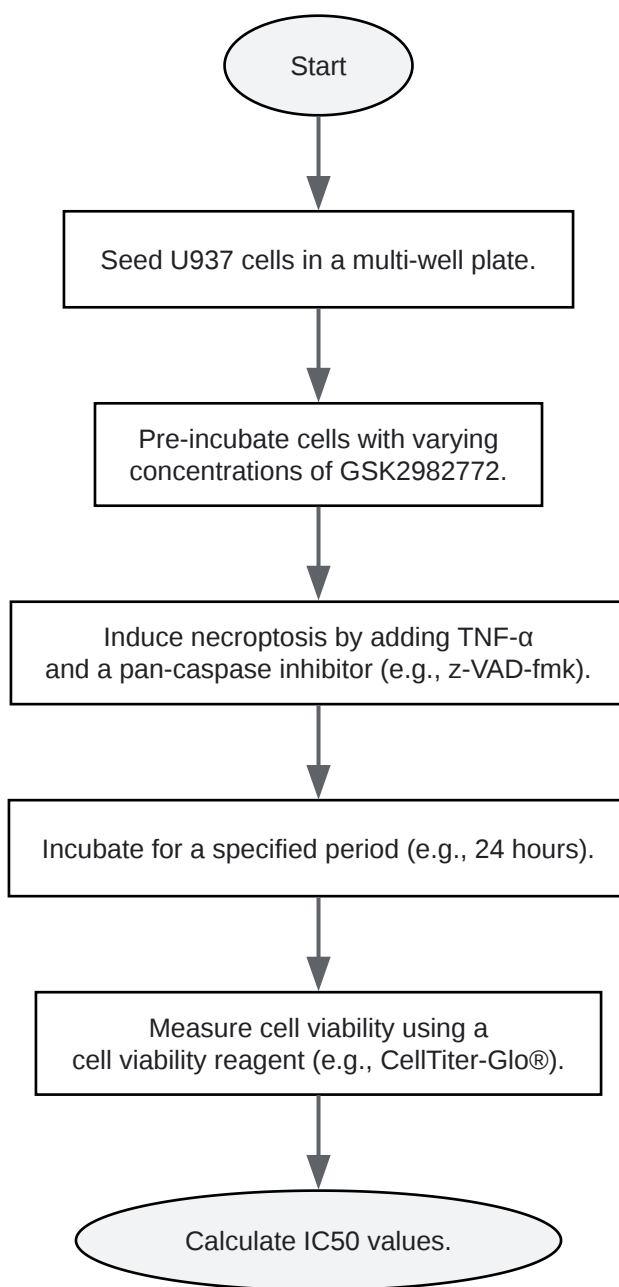 Start
Seed U937 cells in a multi-well plate.
Pre-incubate cells with varying
concentrations of GSK2982772.
Induce necroptosis by adding TNF-α
and a pan-caspase inhibitor (e.g., z-VAD-fmk).
Incubate for a specified period (e.g., 24 hours).
Measure cell viability using a
cell viability reagent (e.g., CellTiter-Glo®).
Calculate IC50 values.